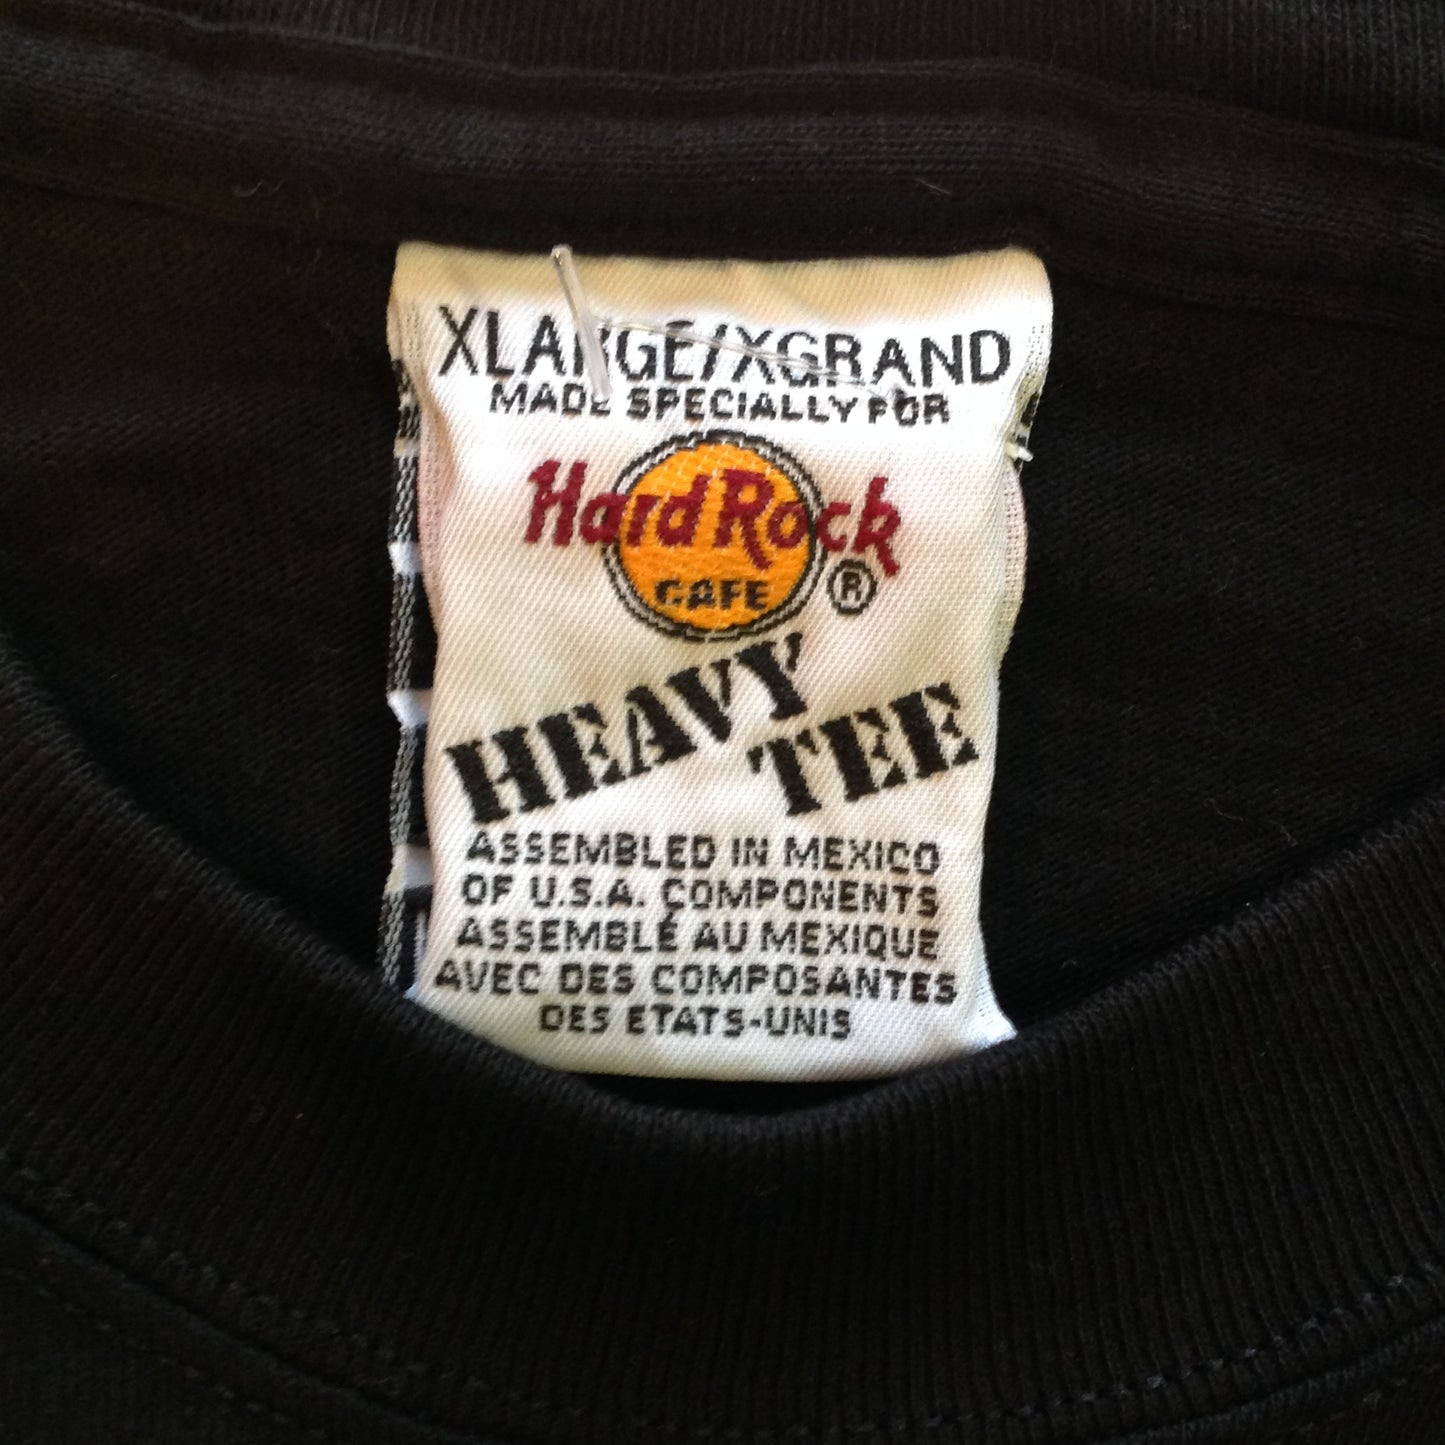 XLARGE/XGRAND
MADE SPECIALLY FOR
Hard Rock
CAFE ®
HEAVY
TEE
ASSEMBLED IN MEXICO
OF U.S.A. COMPONENTS
ASSEMBLÉ AU MEXIQUE
AVEC DES COMPOSANTES
DES ETATS-UNIS